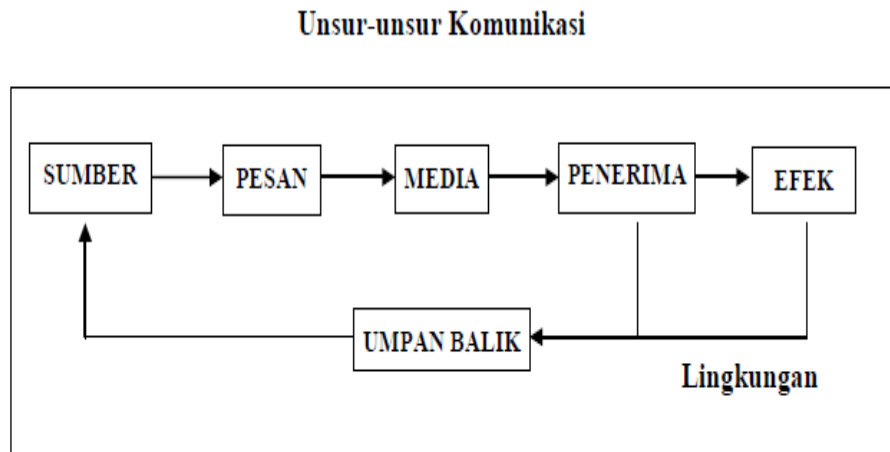 Unsur-unsur Komunikasi
SUMBER
PESAN
MEDIA
PENERIMA
EFEK
UMPAN BALIK
Lingkungan